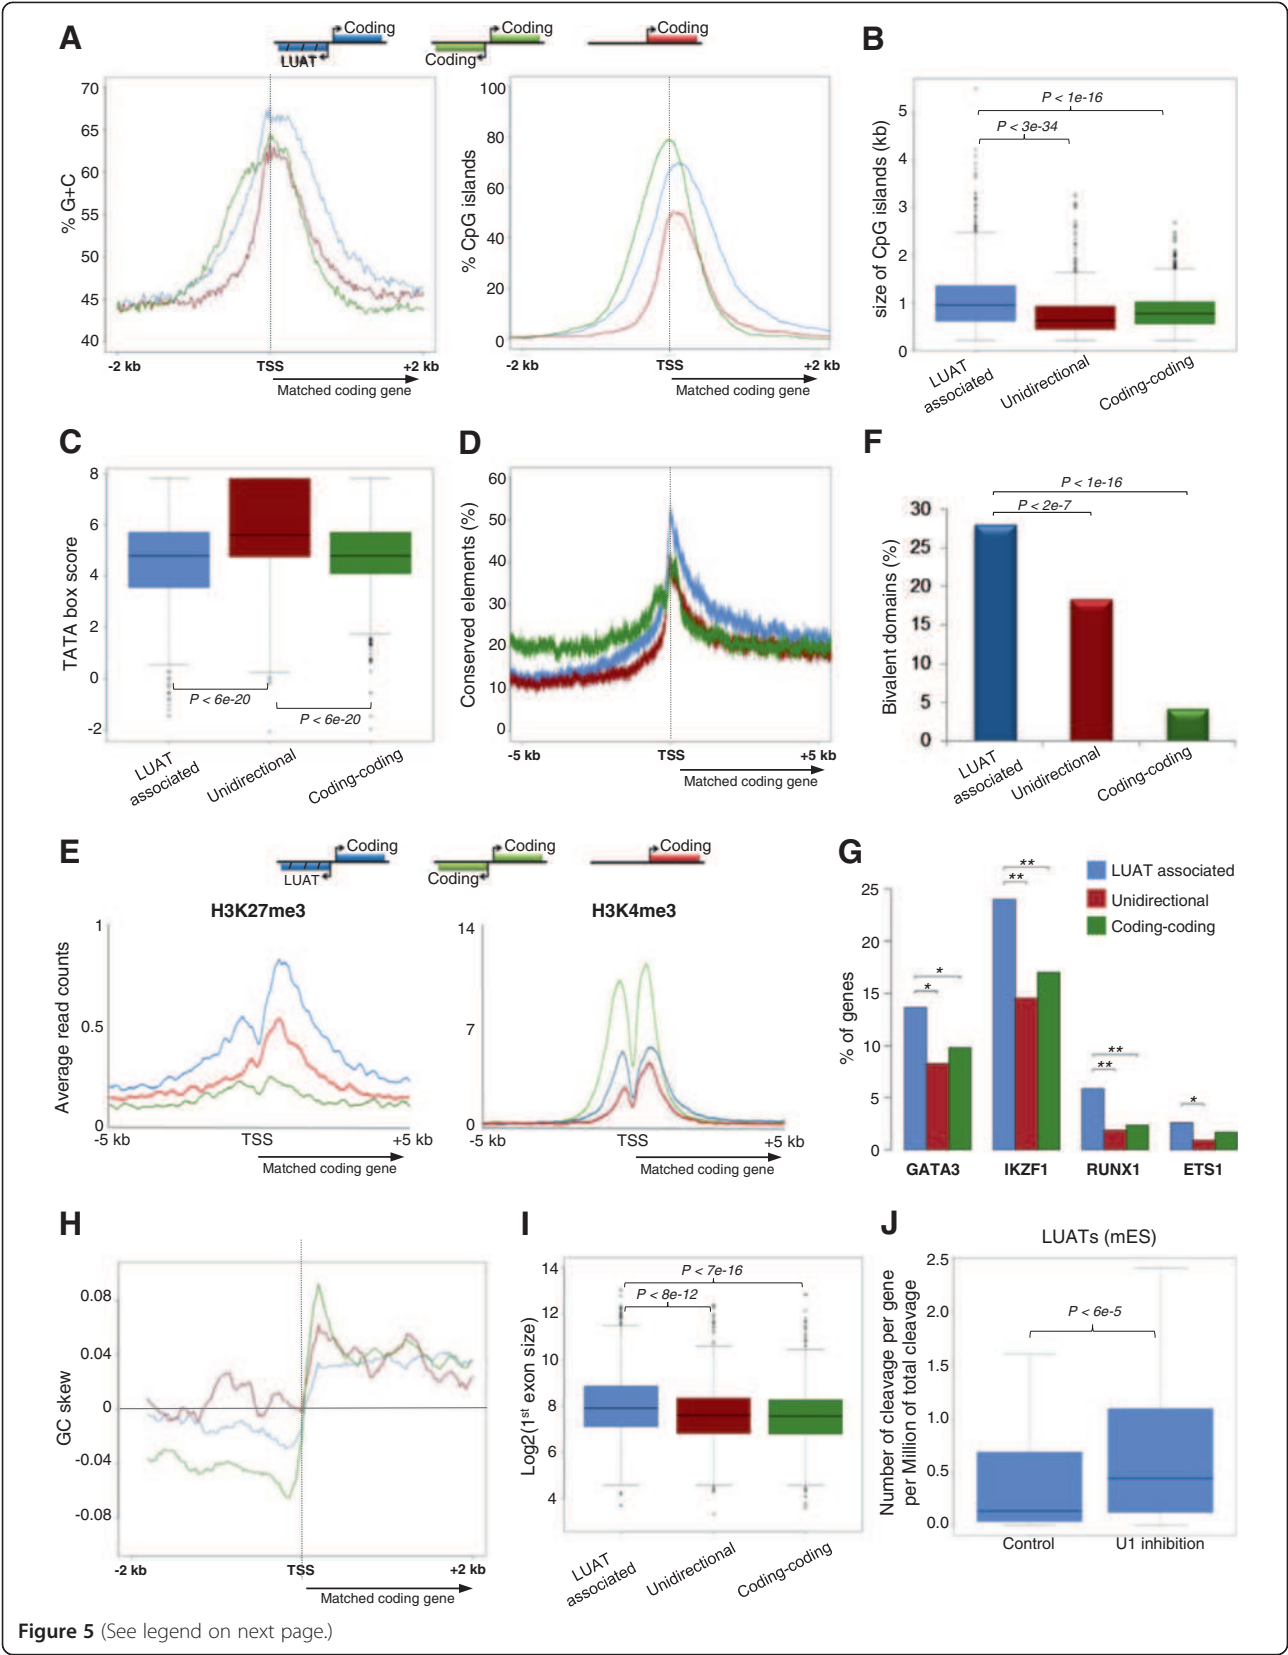 A
Coding
LUAT
Coding
Coding
Coding
% G+C
70
65
60
55
50
45
40
-2 kb
TSS
+2 kb
Matched coding gene
% CpG islands
100
80
60
40
20
0
-2 kb
TSS
+2 kb
Matched coding gene
B
size of CpG islands (kb)
5
4
3
2
1
0
P < 1e-16
P < 3e-34
LUAT associated
Unidirectional
Coding-coding
C
TATA box score
8
6
4
2
0
-2
P < 6e-20
P < 6e-20
LUAT associated
Unidirectional
Coding-coding
D
Conserved elements (%)
60
50
40
30
20
10
0
-5 kb
TSS
+5 kb
Matched coding gene
F
Bivalent domains (%)
30
25
20
15
10
5
0
P < 1e-16
P < 2e-7
LUAT associated
Unidirectional
Coding-coding
E
Coding
LUAT
Coding
Coding
Coding
H3K27me3
Average read counts
1
0.5
0
-5 kb
TSS
+5 kb
Matched coding gene
H3K4me3
14
7
0
-5 kb
TSS
+5 kb
Matched coding gene
G
% of genes
25
20
15
10
5
0
LUAT associated
Unidirectional
Coding-coding
*
*
**
**
**
**
*
GATA3
IKZF1
RUNX1
ETS1
H
GC skew
0.08
0.04
0
-0.04
-0.08
-2 kb
TSS
+2 kb
Matched coding gene
I
Log2(1st exon size)
14
12
10
8
6
4
P < 7e-16
P < 8e-12
LUAT associated
Unidirectional
Coding-coding
J
LUATs (mES)
Number of cleavage per gene
per Million of total cleavage
2.5
2.0
1.5
1.0
0.5
0.0
P < 6e-5
Control
U1 inhibition
Figure 5 (See legend on next page.)